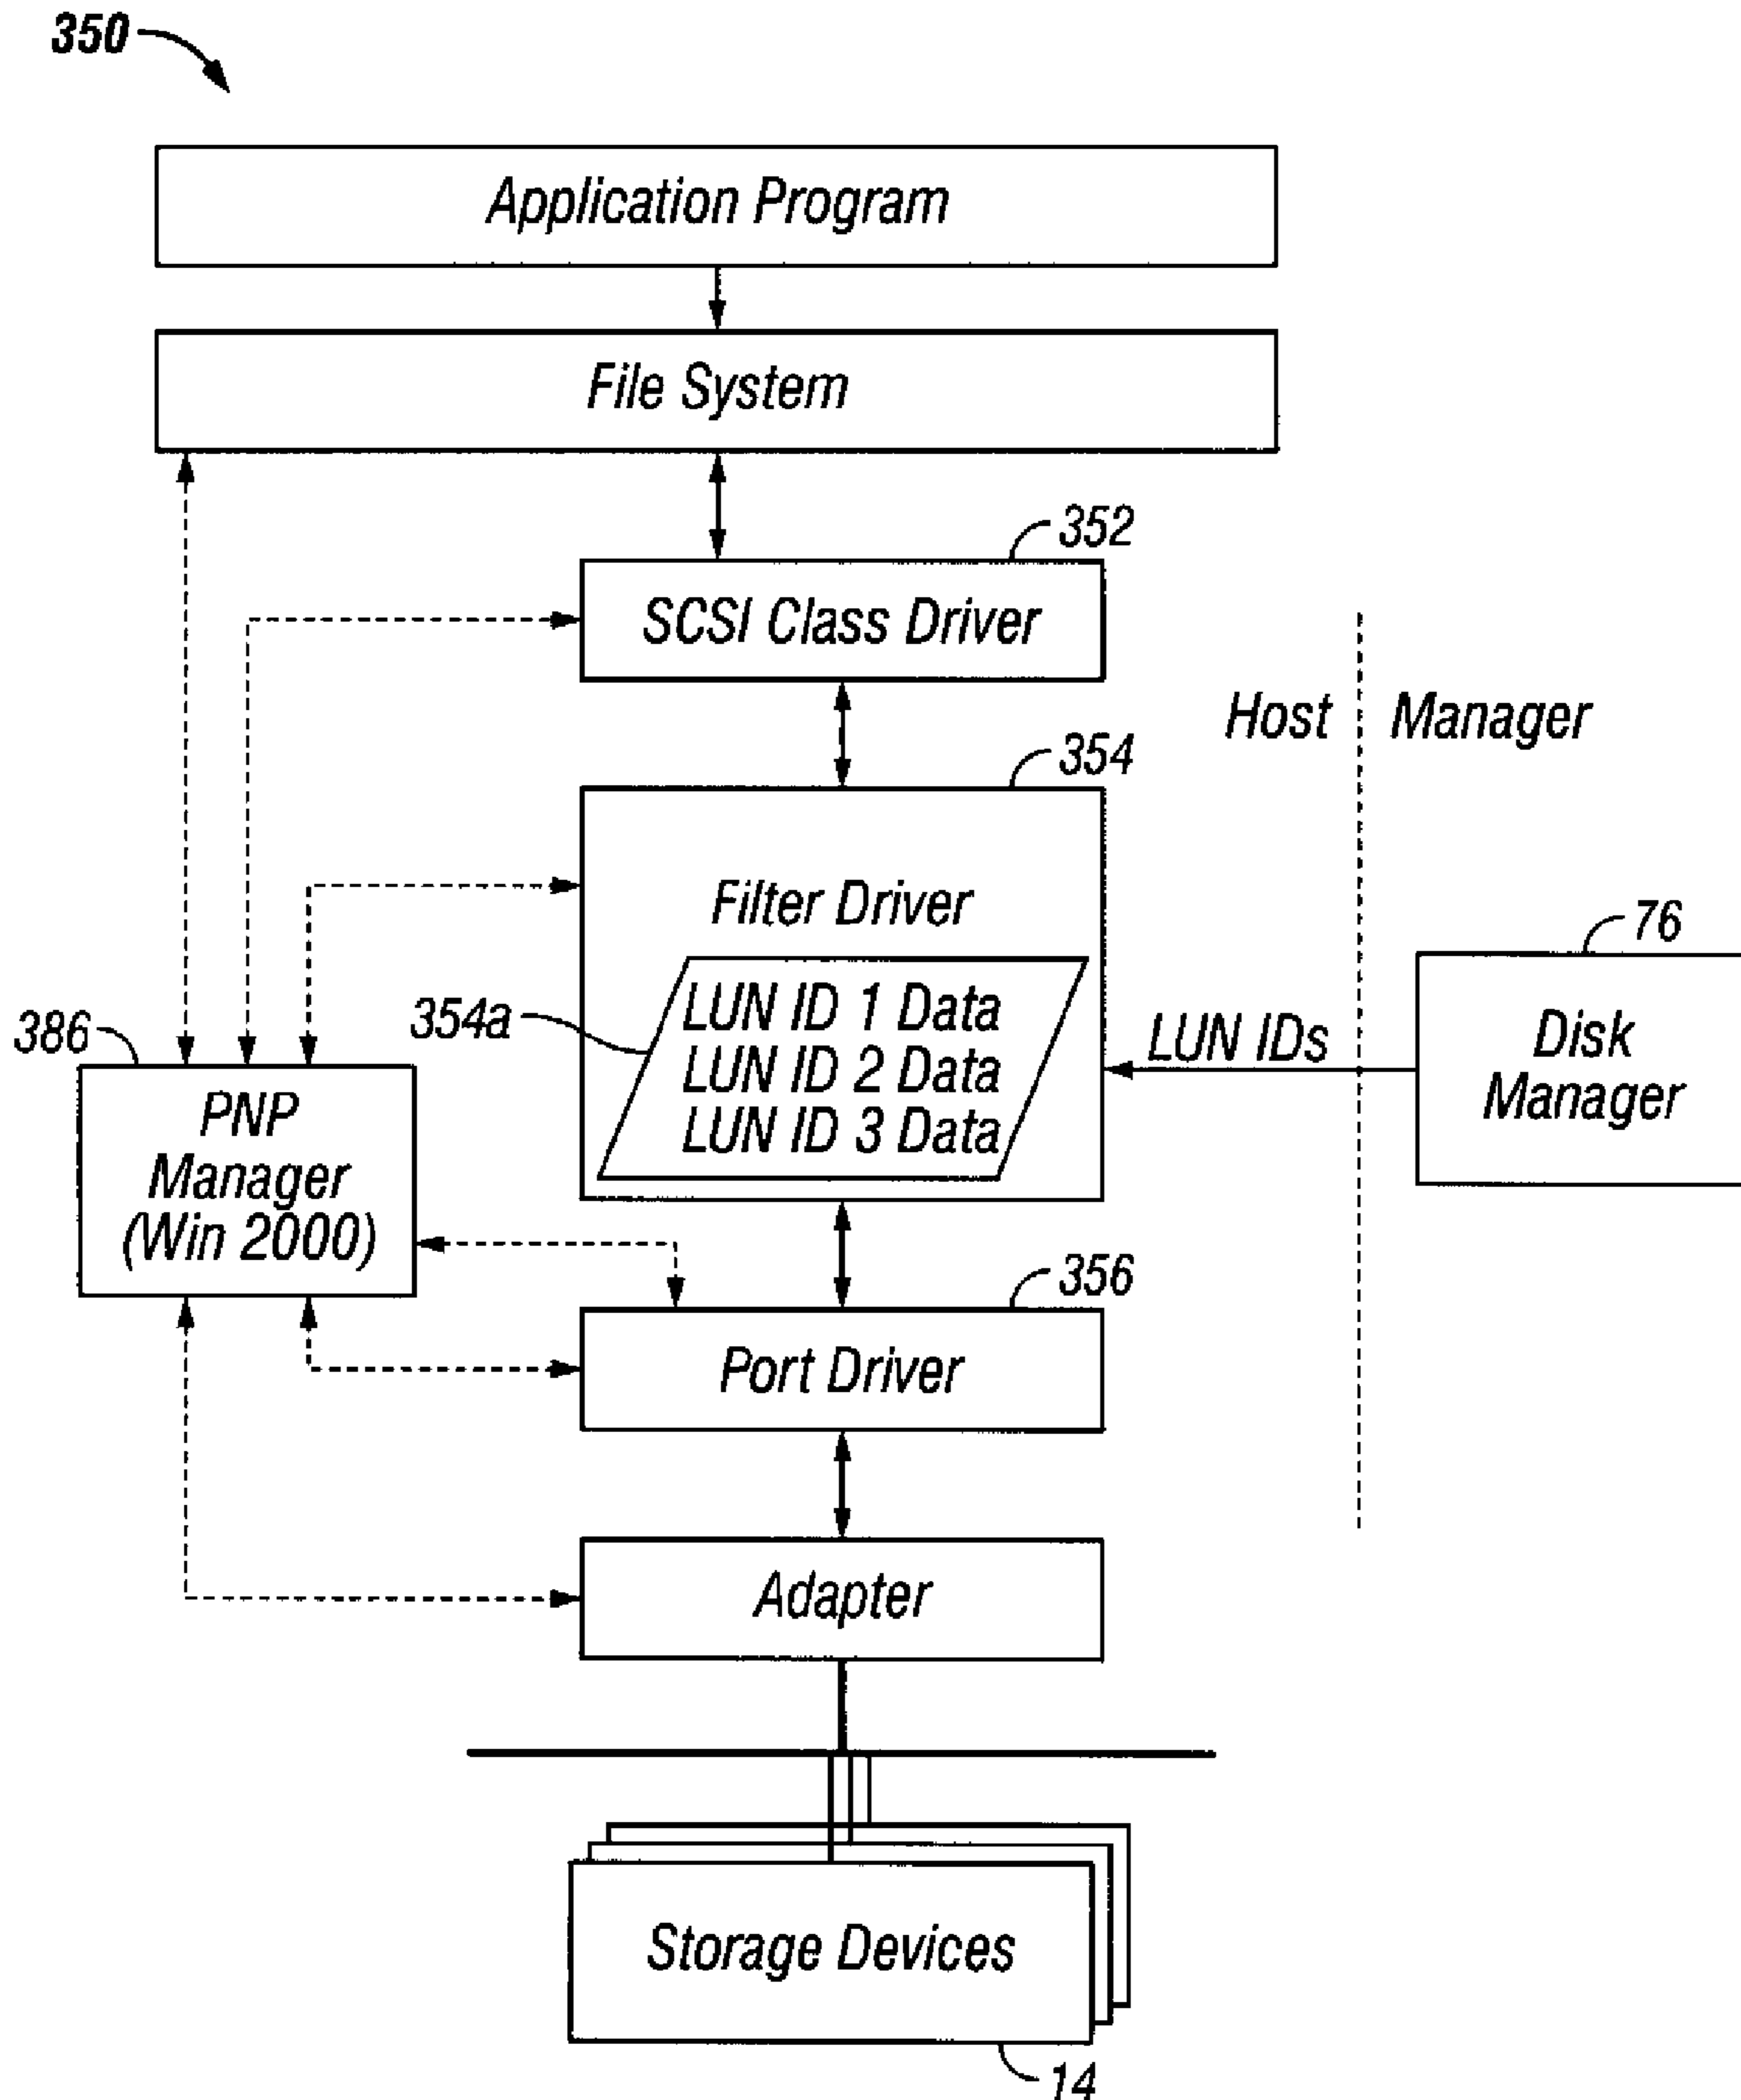 350
Application Program
File System
352
SCSI Class Driver
Host
Manager
354
Filter Driver
354a
LUN ID 1 Data
LUN ID 2 Data
LUN ID 3 Data
LUN IDs
76
Disk
Manager
386
PNP
Manager
(Win 2000)
356
Port Driver
Adapter
Storage Devices
14